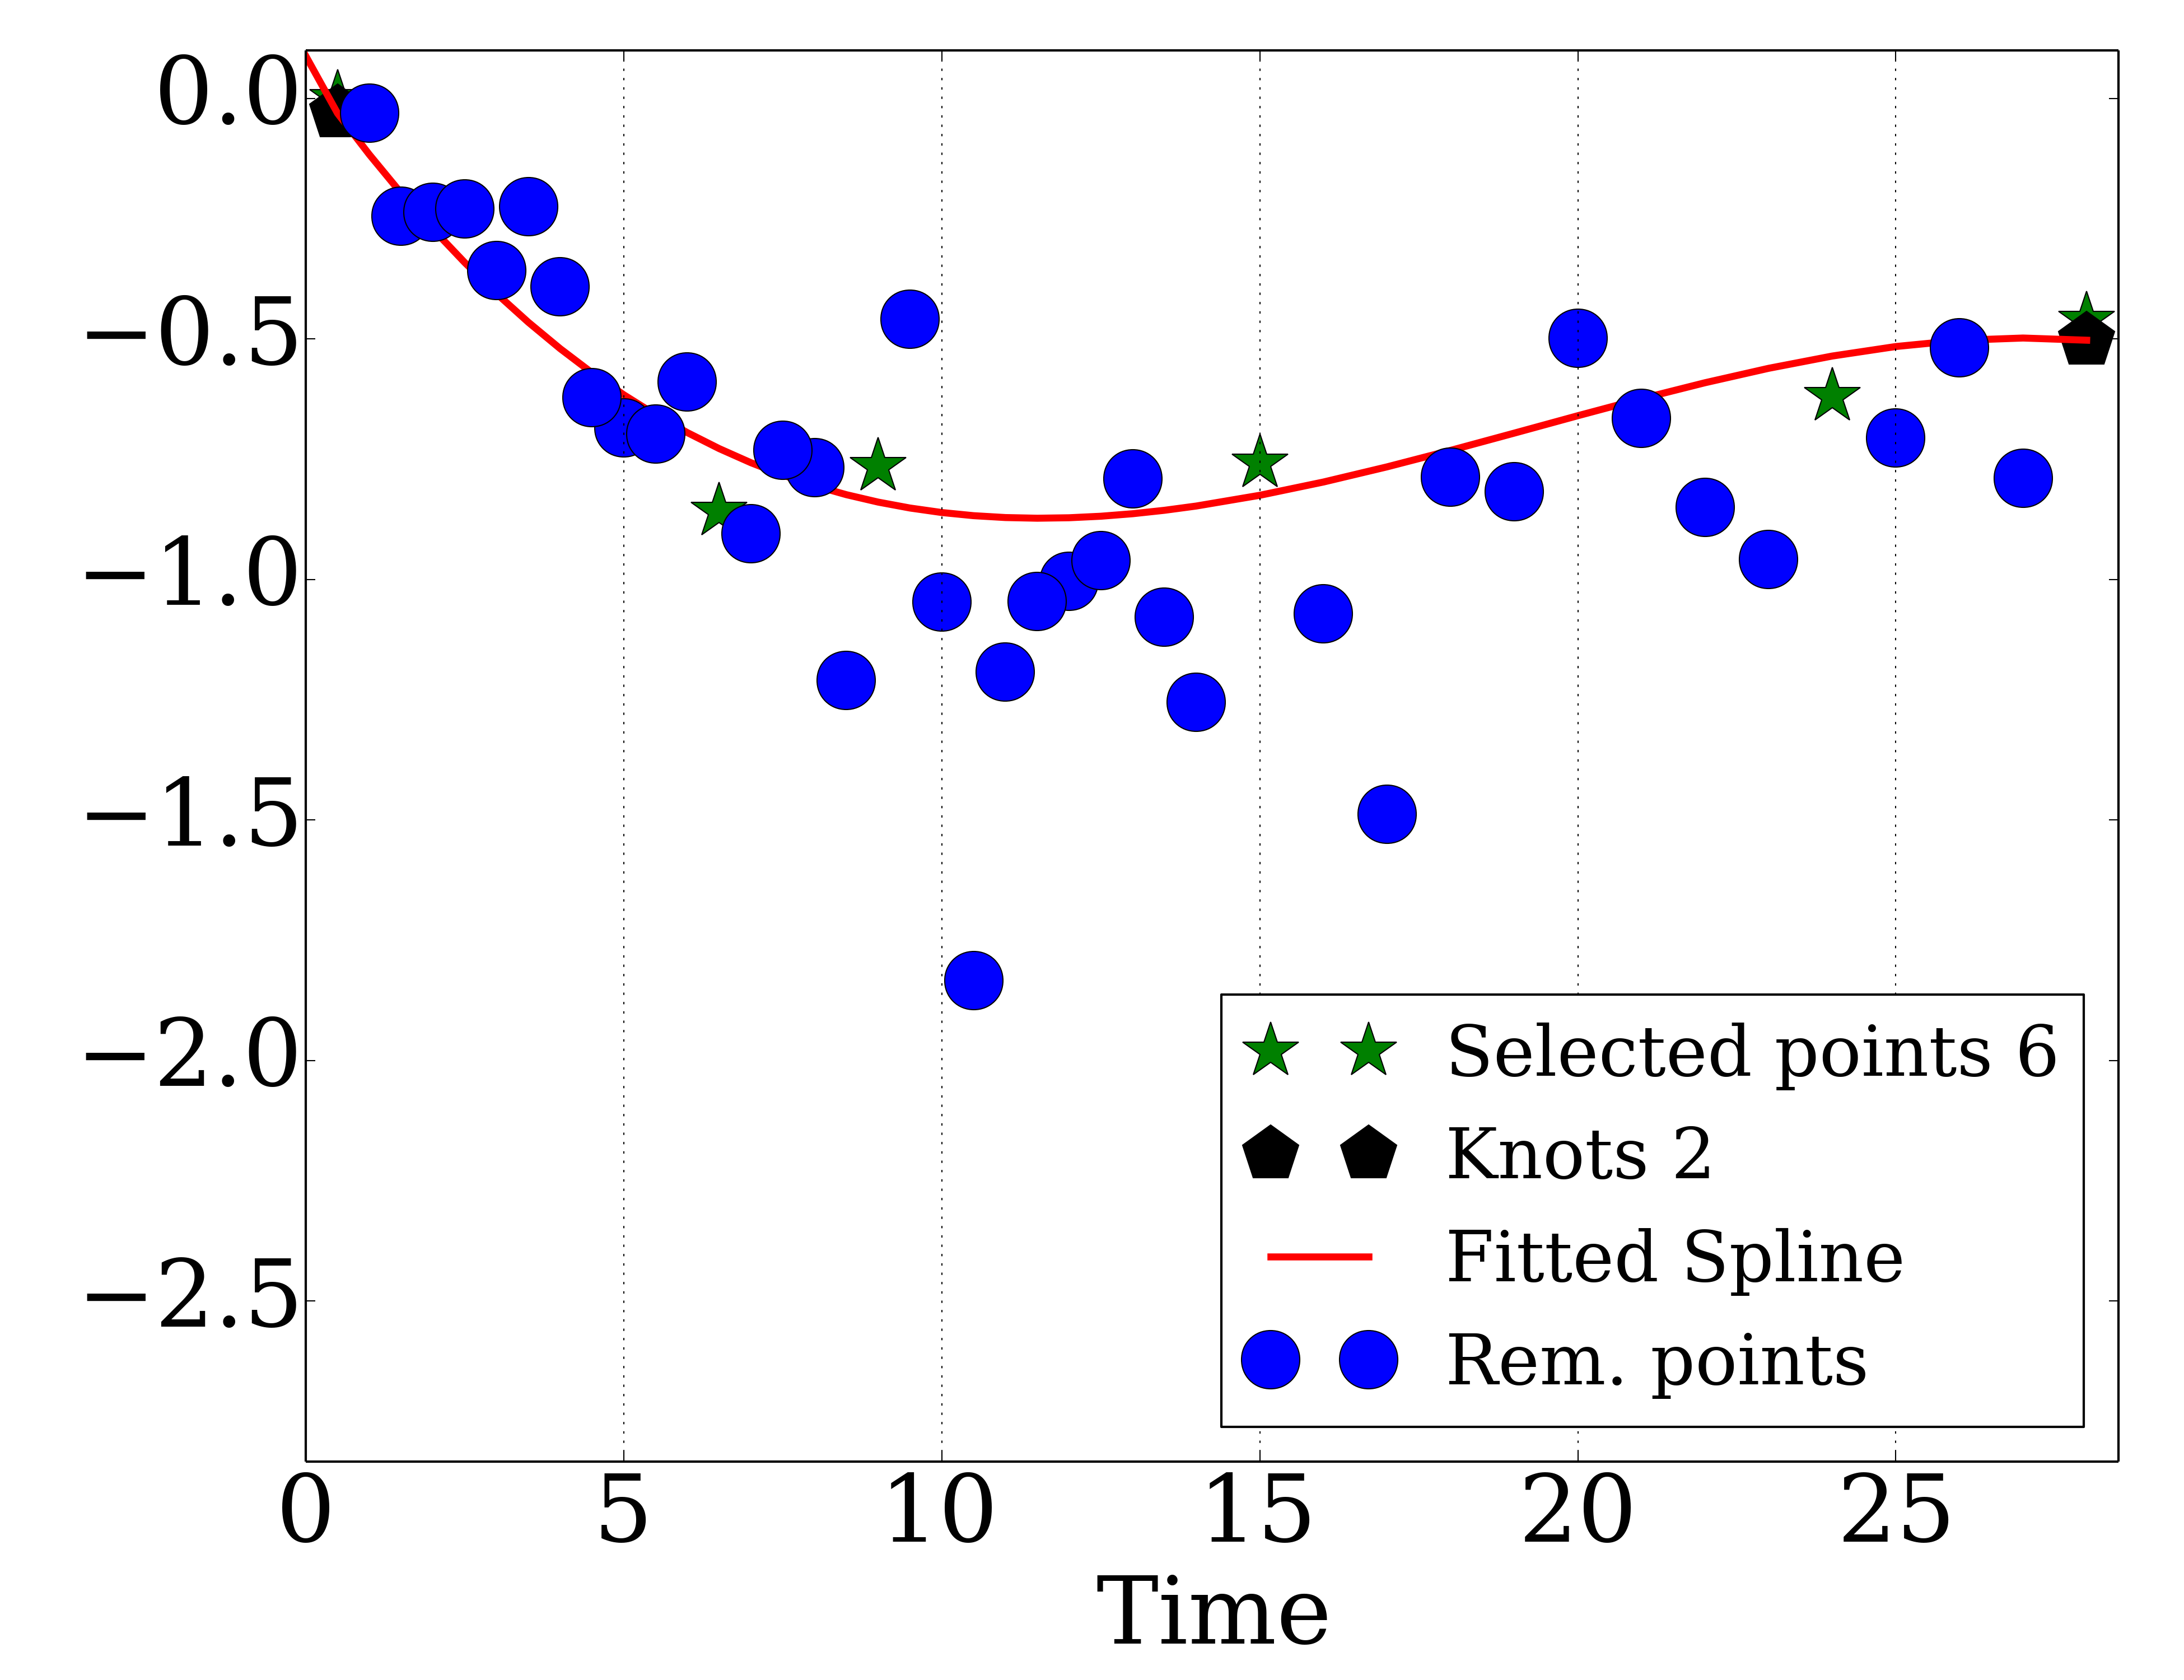 0.0
−0.5
−1.0
−1.5
−2.0
−2.5
Selected points 6
Knots 2
Fitted Spline
Rem. points
0 5 10 15 20 25
Time